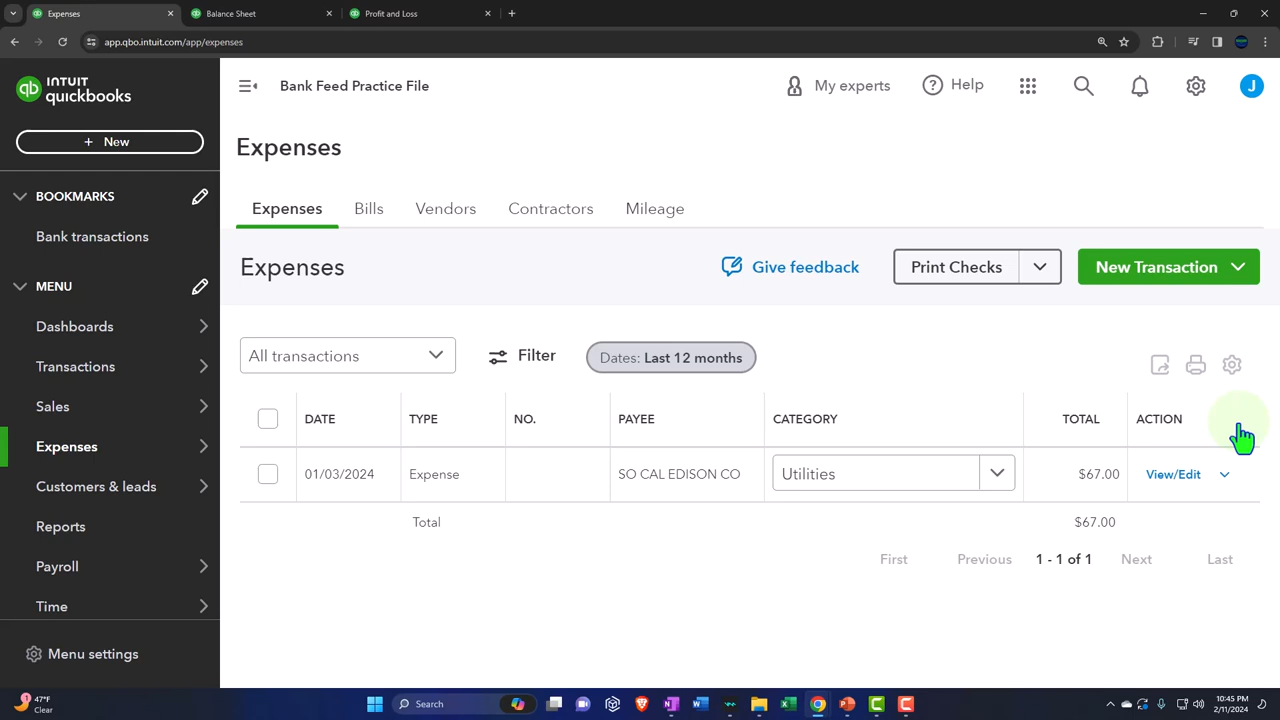 Expenses
Balance Sheet
Profit and Loss
app.qbo.intuit.com/app/expenses
INTUIT
quickbooks
qb
Bank Feed Practice File
My experts
Help
J
+ New
Expenses
BOOKMARKS
Bank transactions
MENU
Dashboards
Transactions
Sales
Expenses
Customers & leads
Reports
Payroll
Time
Menu settings
Expenses Bills Vendors Contractors Mileage
Expenses
Give feedback
Print Checks
New Transaction
All transactions
Filter
Dates: Last 12 months
DATE TYPE NO. PAYEE CATEGORY TOTAL ACTION
01/03/2024 Expense SO CAL EDISON CO Utilities $67.00 View/Edit
Total $67.00
First Previous 1 - 1 of 1 Next Last
47°F
Clear
Search
10:45 PM
2/11/2024